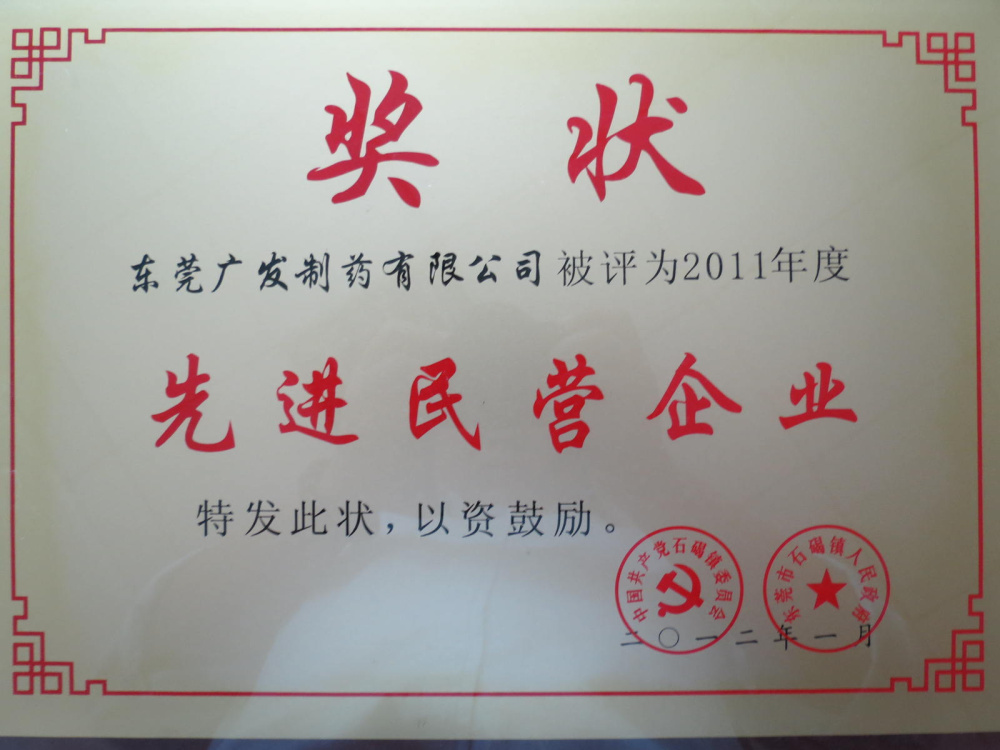 奖状
东莞广发制药有限公司被评为2011年度
先进民营企业
特发此状，以资鼓励。
中国共产党石碣镇委员会
东莞市石碣镇人民政府
二〇一二年一月